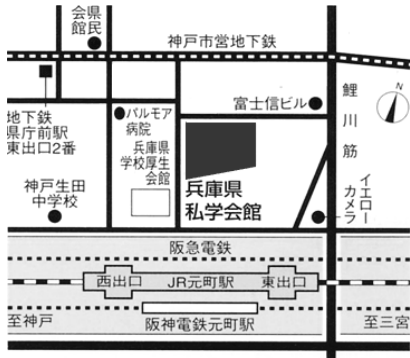 県民
会館
神戸市営地下鉄
富士信ビル
鯉川筋
N
地下鉄
県庁前駅
東出口2番
パルモア
病院
兵庫県
学校厚生
会館
神戸生田
中学校
兵庫県
私学会館
イエロー
カメラ
阪急電鉄
西出口
JR元町駅
東出口
至神戸
阪神電鉄元町駅
至三宮